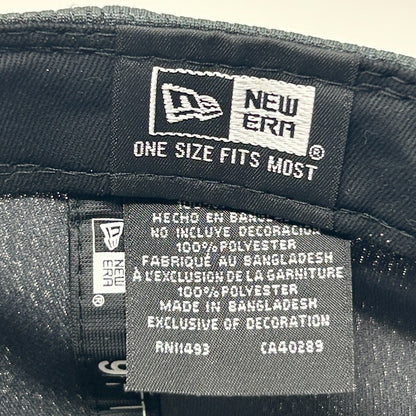 NEW
ERA®
ONE SIZE FITS MOST
HECHO EN BANGLADESH
NO INCLUYE DECORACION
100% POLYESTER
FABRIQUÉ AU BANGLADESH
À L'EXCLUSION DE LA GARNITURE
100% POLYESTER
MADE IN BANGLADESH
EXCLUSIVE OF DECORATION
RN11493 CA40289
NEW
ERA
®